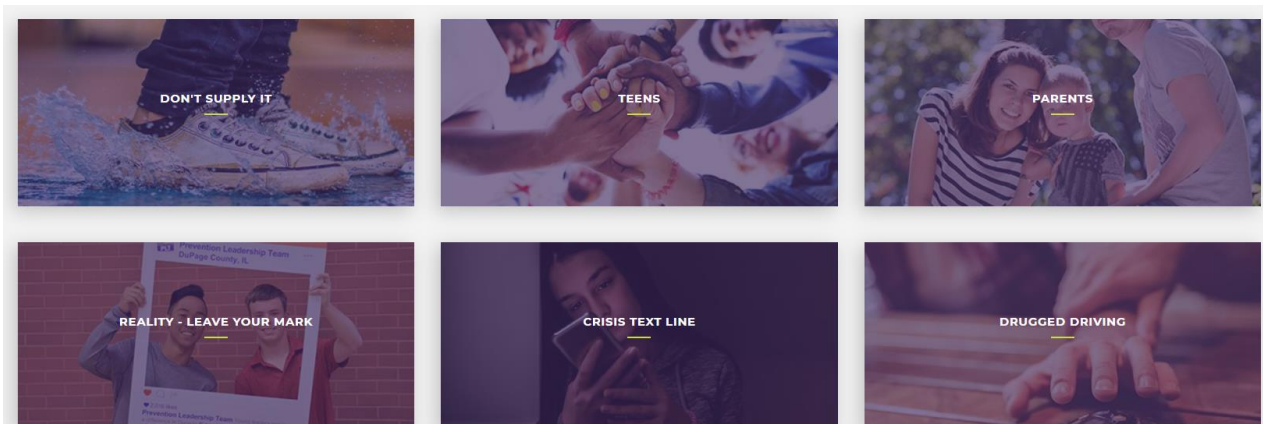 DON'T SUPPLY IT
TEENS
PARENTS
Prevention Leadership Team
DuPage County, IL
REALITY - LEAVE YOUR MARK
CRISIS TEXT LINE
DRUGGED DRIVING
Prevention Leadership Team